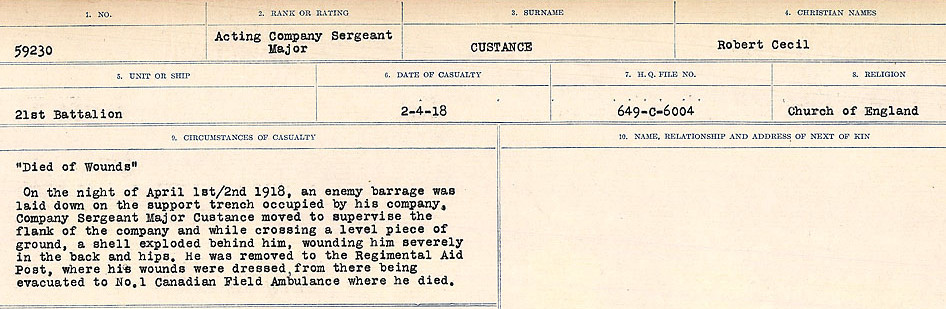 1. NO.
2. RANK OR RATING
3. SURNAME
4. CHRISTIAN NAMES
59230
Acting Company Sergeant
Major
CUSTANCE
Robert Cecil
5. UNIT OR SHIP
6. DATE OF CASUALTY
7. H.Q. FILE NO.
8. RELIGION
21st Battalion
2-4-18
649-C-6004
Church of England
9. CIRCUMSTANCES OF CASUALTY
10. NAME, RELATIONSHIP AND ADDRESS OF NEXT OF KIN
"Died of Wounds"
On the night of April 1st/2nd 1918, an enemy barrage was
laid down on the support trench occupied by his company.
Company Sergeant Major Custance moved to supervise the
flank of the company and while crossing a level piece of
ground, a shell exploded behind him, wounding him severely
in the back and hips. He was removed to the Regimental Aid
Post, where his wounds were dressed, from there being
evacuated to No.1 Canadian Field Ambulance where he died.